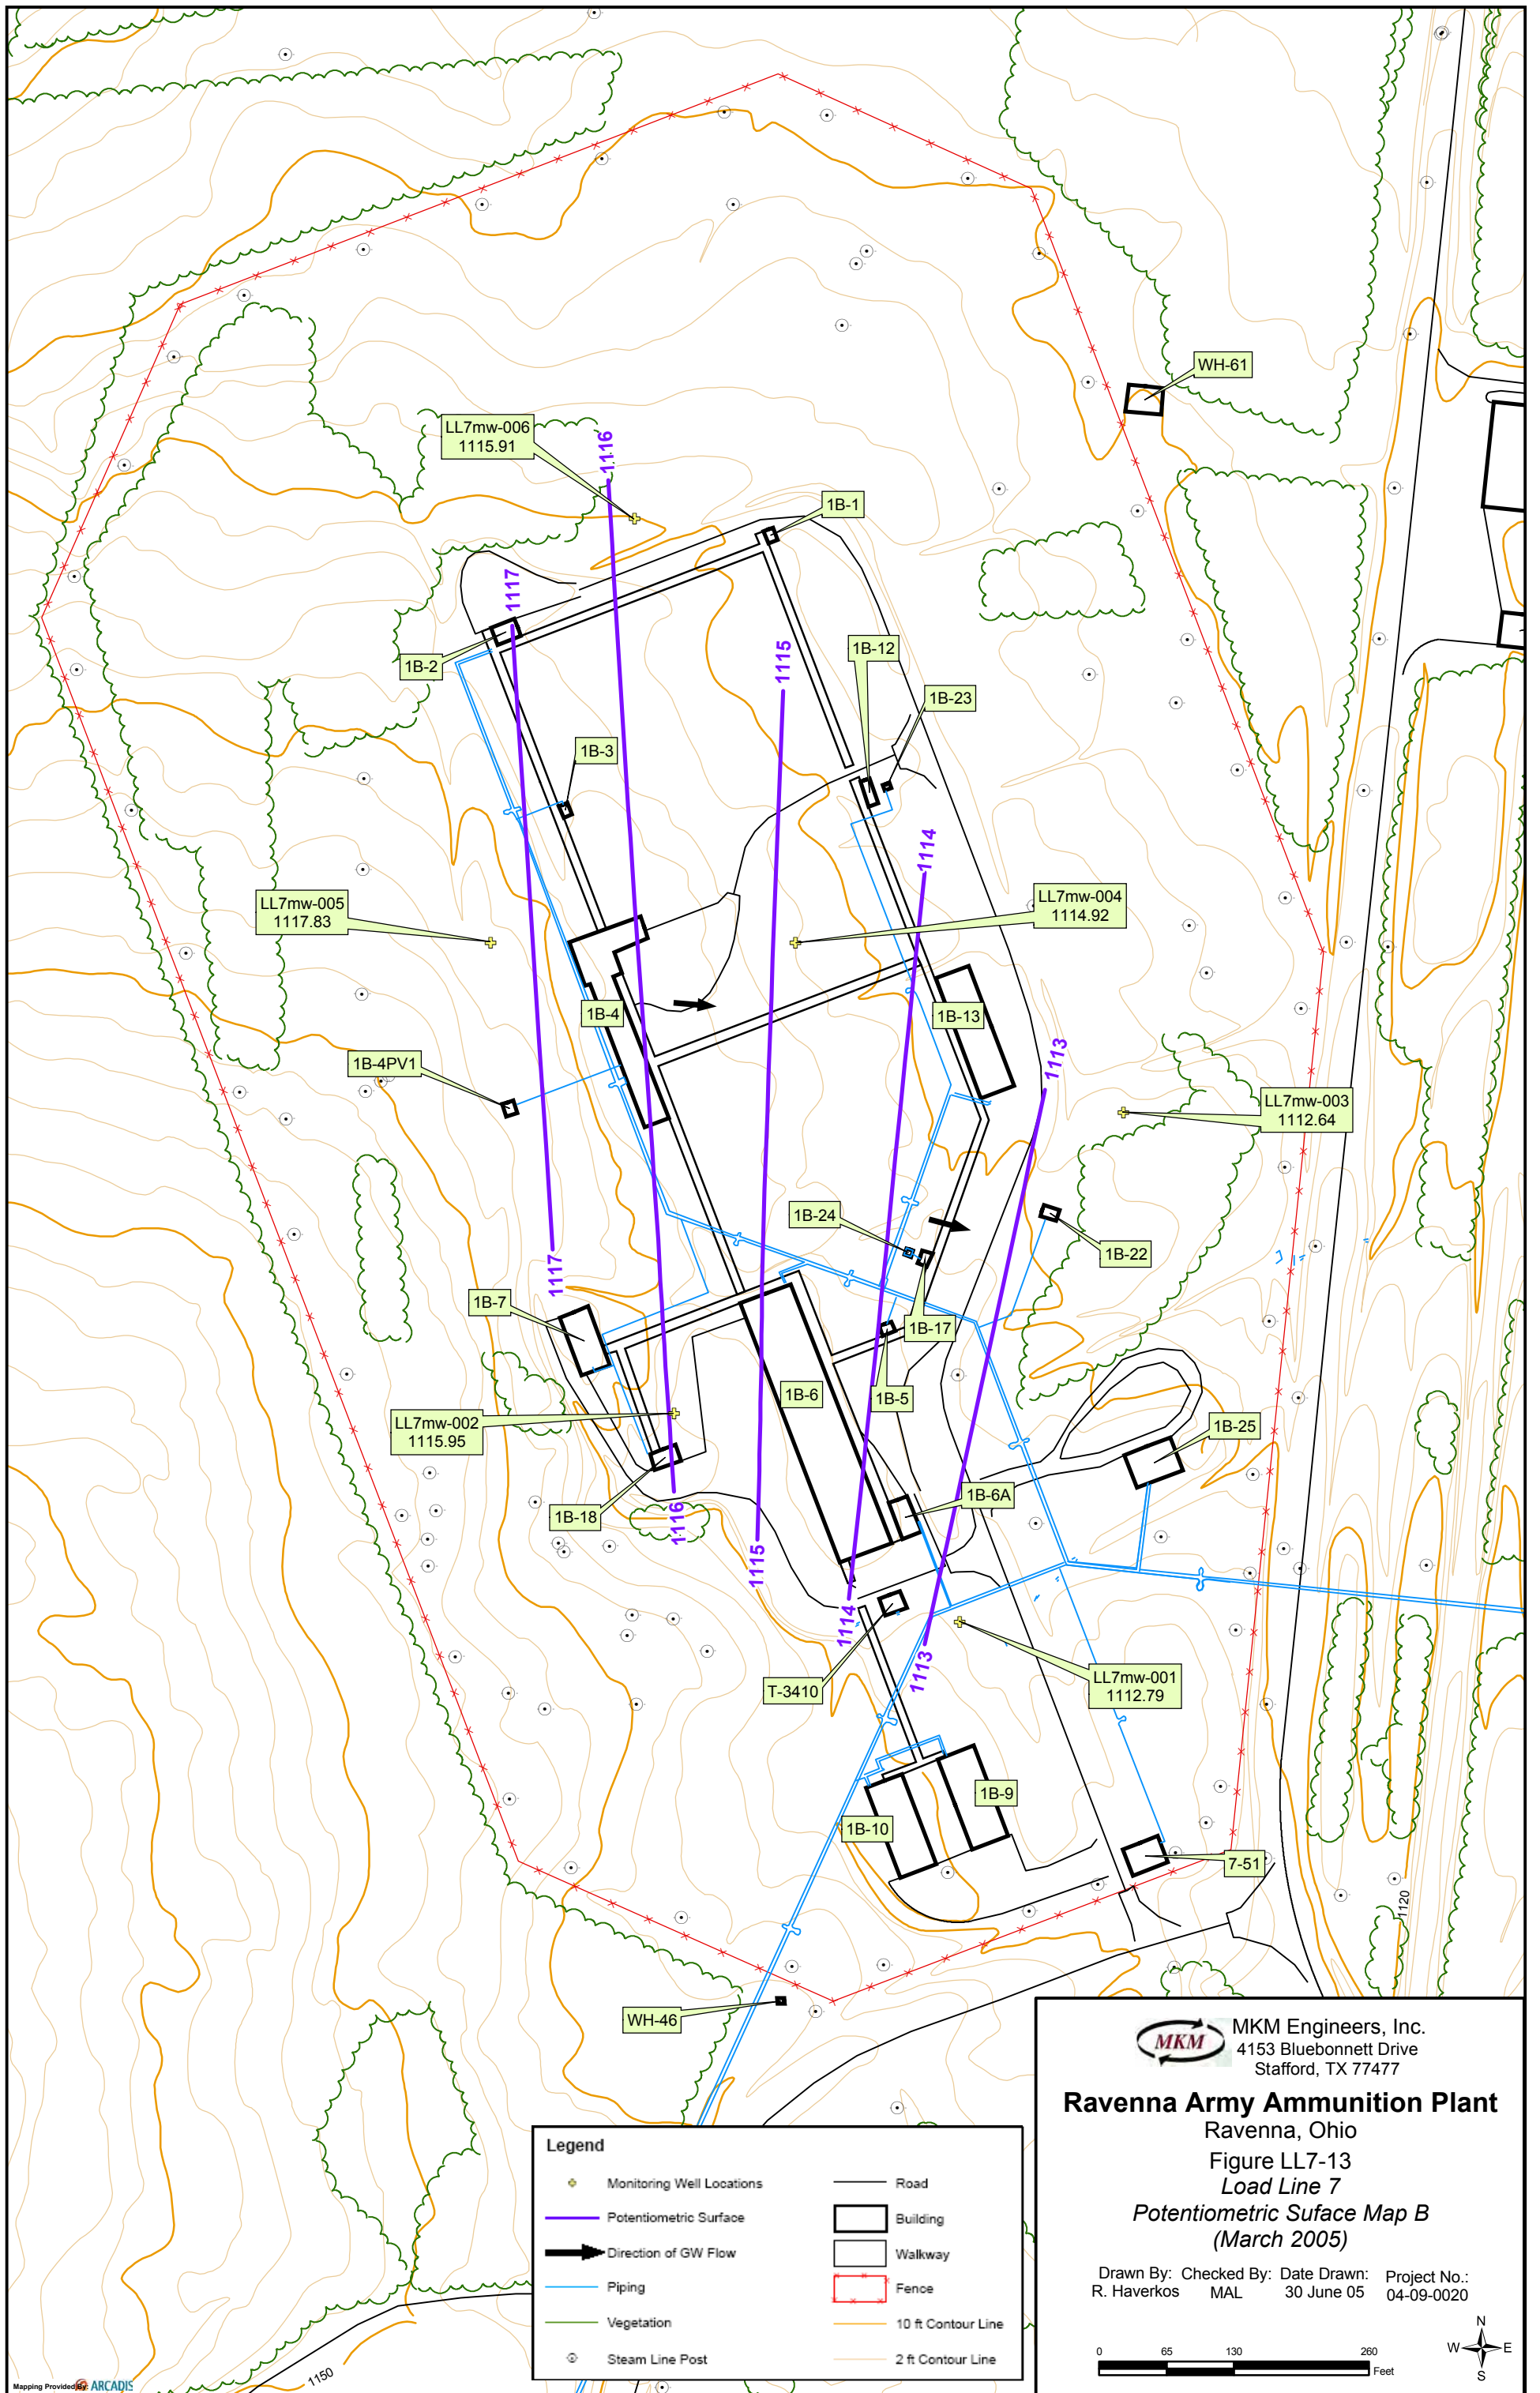 WH-61
LL7mw-006
1115.91
1116
1B-1
1117
1B-2
1115
1B-12
1B-23
1B-3
1114
LL7mw-005
1117.83
LL7mw-004
1114.92
1B-4
1B-13
1B-4PV1
1113
LL7mw-003
1112.64
1B-24
1B-22
1117
1B-7
1B-17
1B-6
1B-5
LL7mw-002
1115.95
1B-25
1B-6A
1B-18
1116
1115
1114
1113
T-3410
LL7mw-001
1112.79
1B-9
1B-10
7-51
1120
WH-46
1150
Mapping Provided By: ARCADIS
Legend
Monitoring Well Locations
Potentiometric Surface
Direction of GW Flow
Piping
Vegetation
Steam Line Post
Road
Building
Walkway
Fence
10 ft Contour Line
2 ft Contour Line
MKM
MKM Engineers, Inc.
4153 Bluebonnett Drive
Stafford, TX 77477
Ravenna Army Ammunition Plant
Ravenna, Ohio
Figure LL7-13
Load Line 7
Potentiometric Suface Map B
(March 2005)
Drawn By: Checked By: Date Drawn: Project No.:
R. Haverkos MAL 30 June 05 04-09-0020
0 65 130 260
Feet
N
W E
S